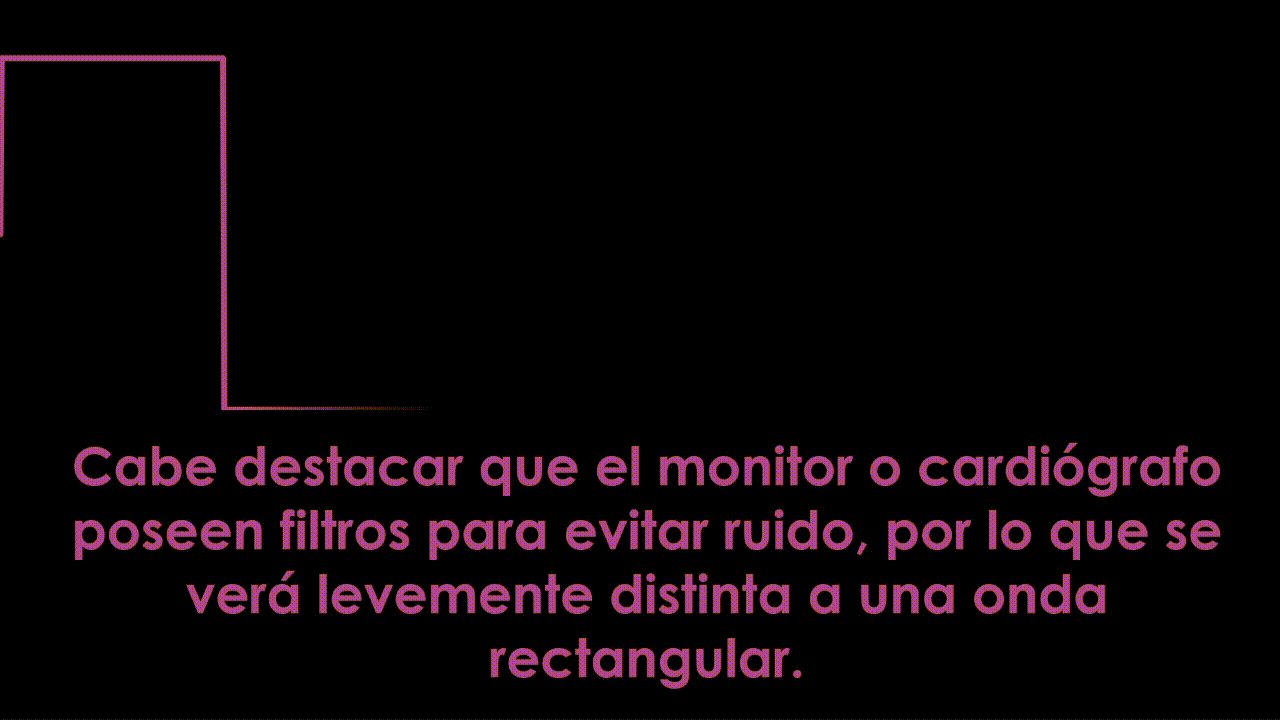 Cabe destacar que el monitor o cardiógrafo
poseen filtros para evitar ruido, por lo que se
verá levemente distinta a una onda
rectangular.